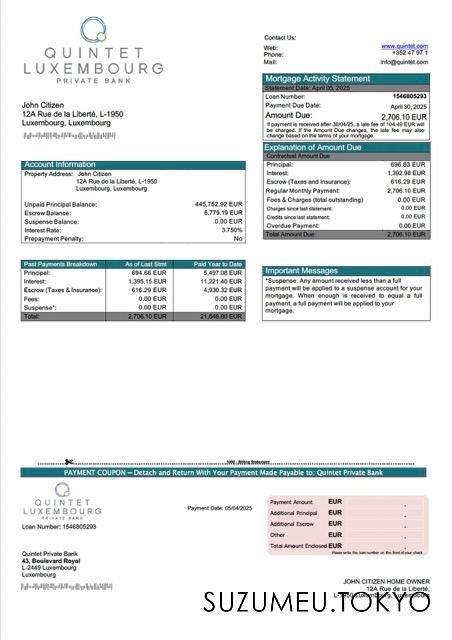 QUINTET
LUXEMBOURG
PRIVATE BANK
Contact Us:
Web: www.quintet.com
Phone: +352 47 97 1
Mail: info@quintet.com
John Citizen
12A Rue de la Liberté, L-1950
Luxembourg, Luxembourg
Mortgage Activity Statement
Statement Date: April 05, 2025
Loan Number: 1546805293
Payment Due Date: April 30, 2025
Amount Due: 2,706.10 EUR
If payment is received after 30/04/25, a late fee of 104.49 EUR will
be charged. If the Amount Due changes, the late fee may also
change based on the terms of mortgage.
Explanation of Amount Due
Contractual Amount Due
Principal: 696.83 EUR
Interest: 1,392.98 EUR
Escrow (Taxes and Insurance): 616.29 EUR
Regular Monthly Payment: 2,706.10 EUR
Fees & Charges (total outstanding) 0.00 EUR
Charges since last statement: 0.00 EUR
Credits since last statement: 0.00 EUR
Overdue Payment: 0.00 EUR
Total Amount Due: 2,706.10 EUR
Account Information
Property Address: John Citizen
12A Rue de la Liberté, L-1950
Luxembourg, Luxembourg
Unpaid Principal Balance: 445,752.92 EUR
Escrow Balance: 6,779.19 EUR
Suspense Balance: 0.00 EUR
Interest Rate: 3.750%
Prepayment Penalty: No
Past Payments Breakdown As of Last Stmt Paid Year to Date
Principal: 694.66 EUR 5,497.08 EUR
Interest: 1,395.15 EUR 11,221.40 EUR
Escrow (Taxes & Insurance): 616.29 EUR 4,930.32 EUR
Fees: 0.00 EUR 0.00 EUR
Suspense*: 0.00 EUR 0.00 EUR
Total: 2,706.10 EUR 21,648.80 EUR
Important Messages
*Suspense: Any amount received less than a full
payment will be applied to a suspense account for your
mortgage. When enough is received to equal a full
payment, a full payment will be applied to your
mortgage.
1000 - Billing Statement
PAYMENT COUPON – Detach and Return With Your Payment Made Payable to: Quintet Private Bank
QUINTET
LUXEMBOURG
PRIVATE BANK
Loan Number: 1546805293
Payment Date: 05/04/2025
Payment Amount EUR .
Additional Principal EUR .
Additional Escrow EUR .
Other EUR .
Total Amount Enclosed EUR .
Please write the loan number on the front of your check
Quintet Private Bank
43, Boulevard Royal
L-2449 Luxembourg
Luxembourg
JOHN CITIZEN HOME OWNER
12A Rue de la Liberté,
SUZUMEU.TOKYO